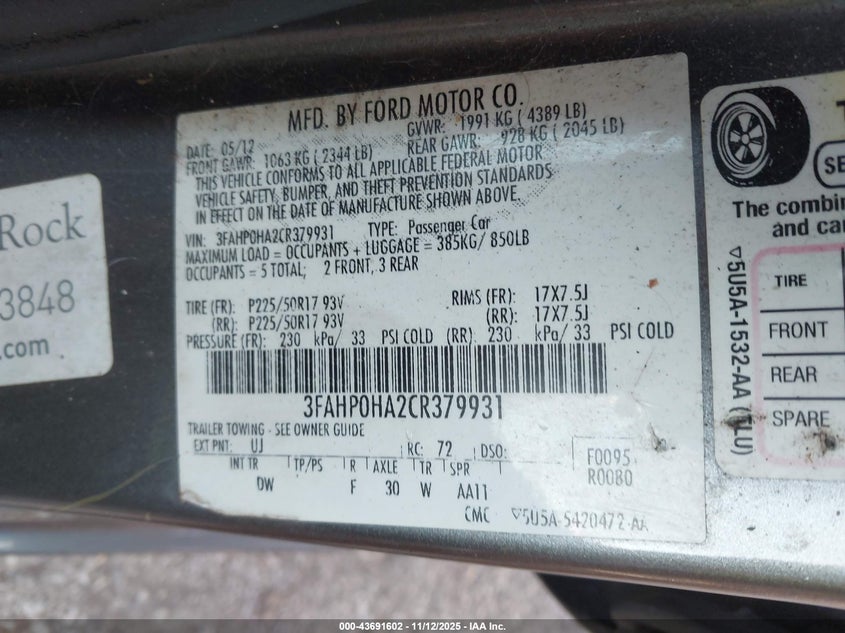 MFD. BY FORD MOTOR CO.
DATE: 05/12 GVWR: 1991 KG ( 4389 LB)
FRONT GAWR: 1063 KG ( 2344 LB) REAR GAWR: 928 KG ( 2045 LB)
THIS VEHICLE CONFORMS TO ALL APPLICABLE FEDERAL MOTOR
VEHICLE SAFETY, BUMPER, AND THEFT PREVENTION STANDARDS
IN EFFECT ON THE DATE OF MANUFACTURE SHOWN ABOVE.
VIN: 3FAHP0HA2CR379931 TYPE: Passenger Car
MAXIMUM LOAD = OCCUPANTS + LUGGAGE = 385KG/ 850LB
OCCUPANTS = 5 TOTAL; 2 FRONT, 3 REAR
TIRE (FR): P225/50R17 93V RIMS (FR): 17X7.5J
(RR): P225/50R17 93V (RR): 17X7.5J
PRESSURE (FR): 230 kPa/ 33 PSI COLD (RR): 230 kPa/ 33 PSI COLD
3FAHP0HA2CR379931
TRAILER TOWING - SEE OWNER GUIDE
EXT PNT: UJ RC: 72 DSO: F0095
R0080
INT TR TP/PS R AXLE TR SPR
DW F 30 W AA11
CMC ▽5U5A-5420472-AA
Rock
3848
.com
The combin
and car
▽5U5A-1532-AA (TLU)
TIRE
FRONT
REAR
SPARE
000-43691602 - 11/12/2025 - IAA Inc.